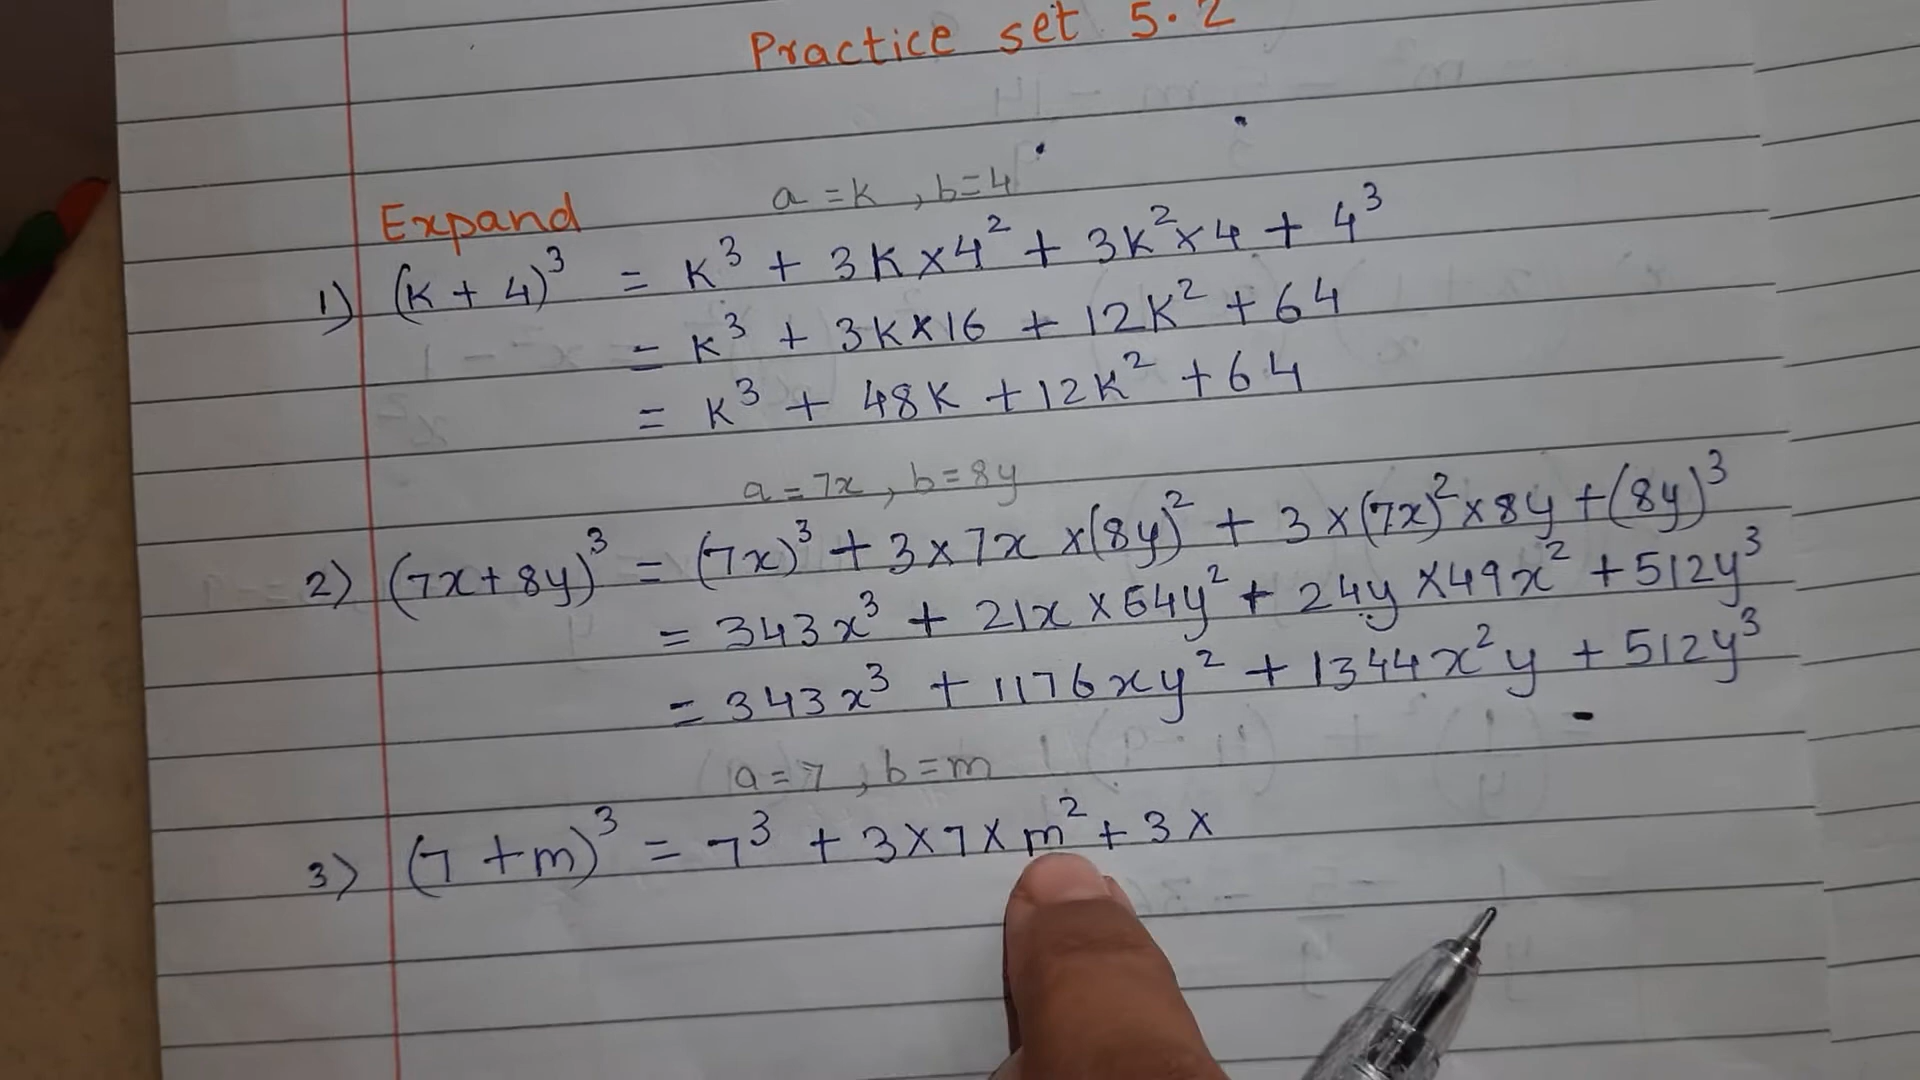 Practice set 5.2
Expand
a = k, b=4
1) (k + 4)³ = k³ + 3k×4² + 3k²×4 + 4³
= k³ + 3k×16 + 12k² + 64
= k³ + 48k + 12k² + 64
a = 7x, b = 8y
2) (7x+8y)³ = (7x)³ + 3×7x×(8y)² + 3×(7x)²×8y + (8y)³
= 343x³ + 21x×64y² + 24y×49x² + 512y³
= 343x³ + 1176xy² + 1344x²y + 512y³
a = 7, b = m
3) (7 + m)³ = 7³ + 3×7×m² + 3×